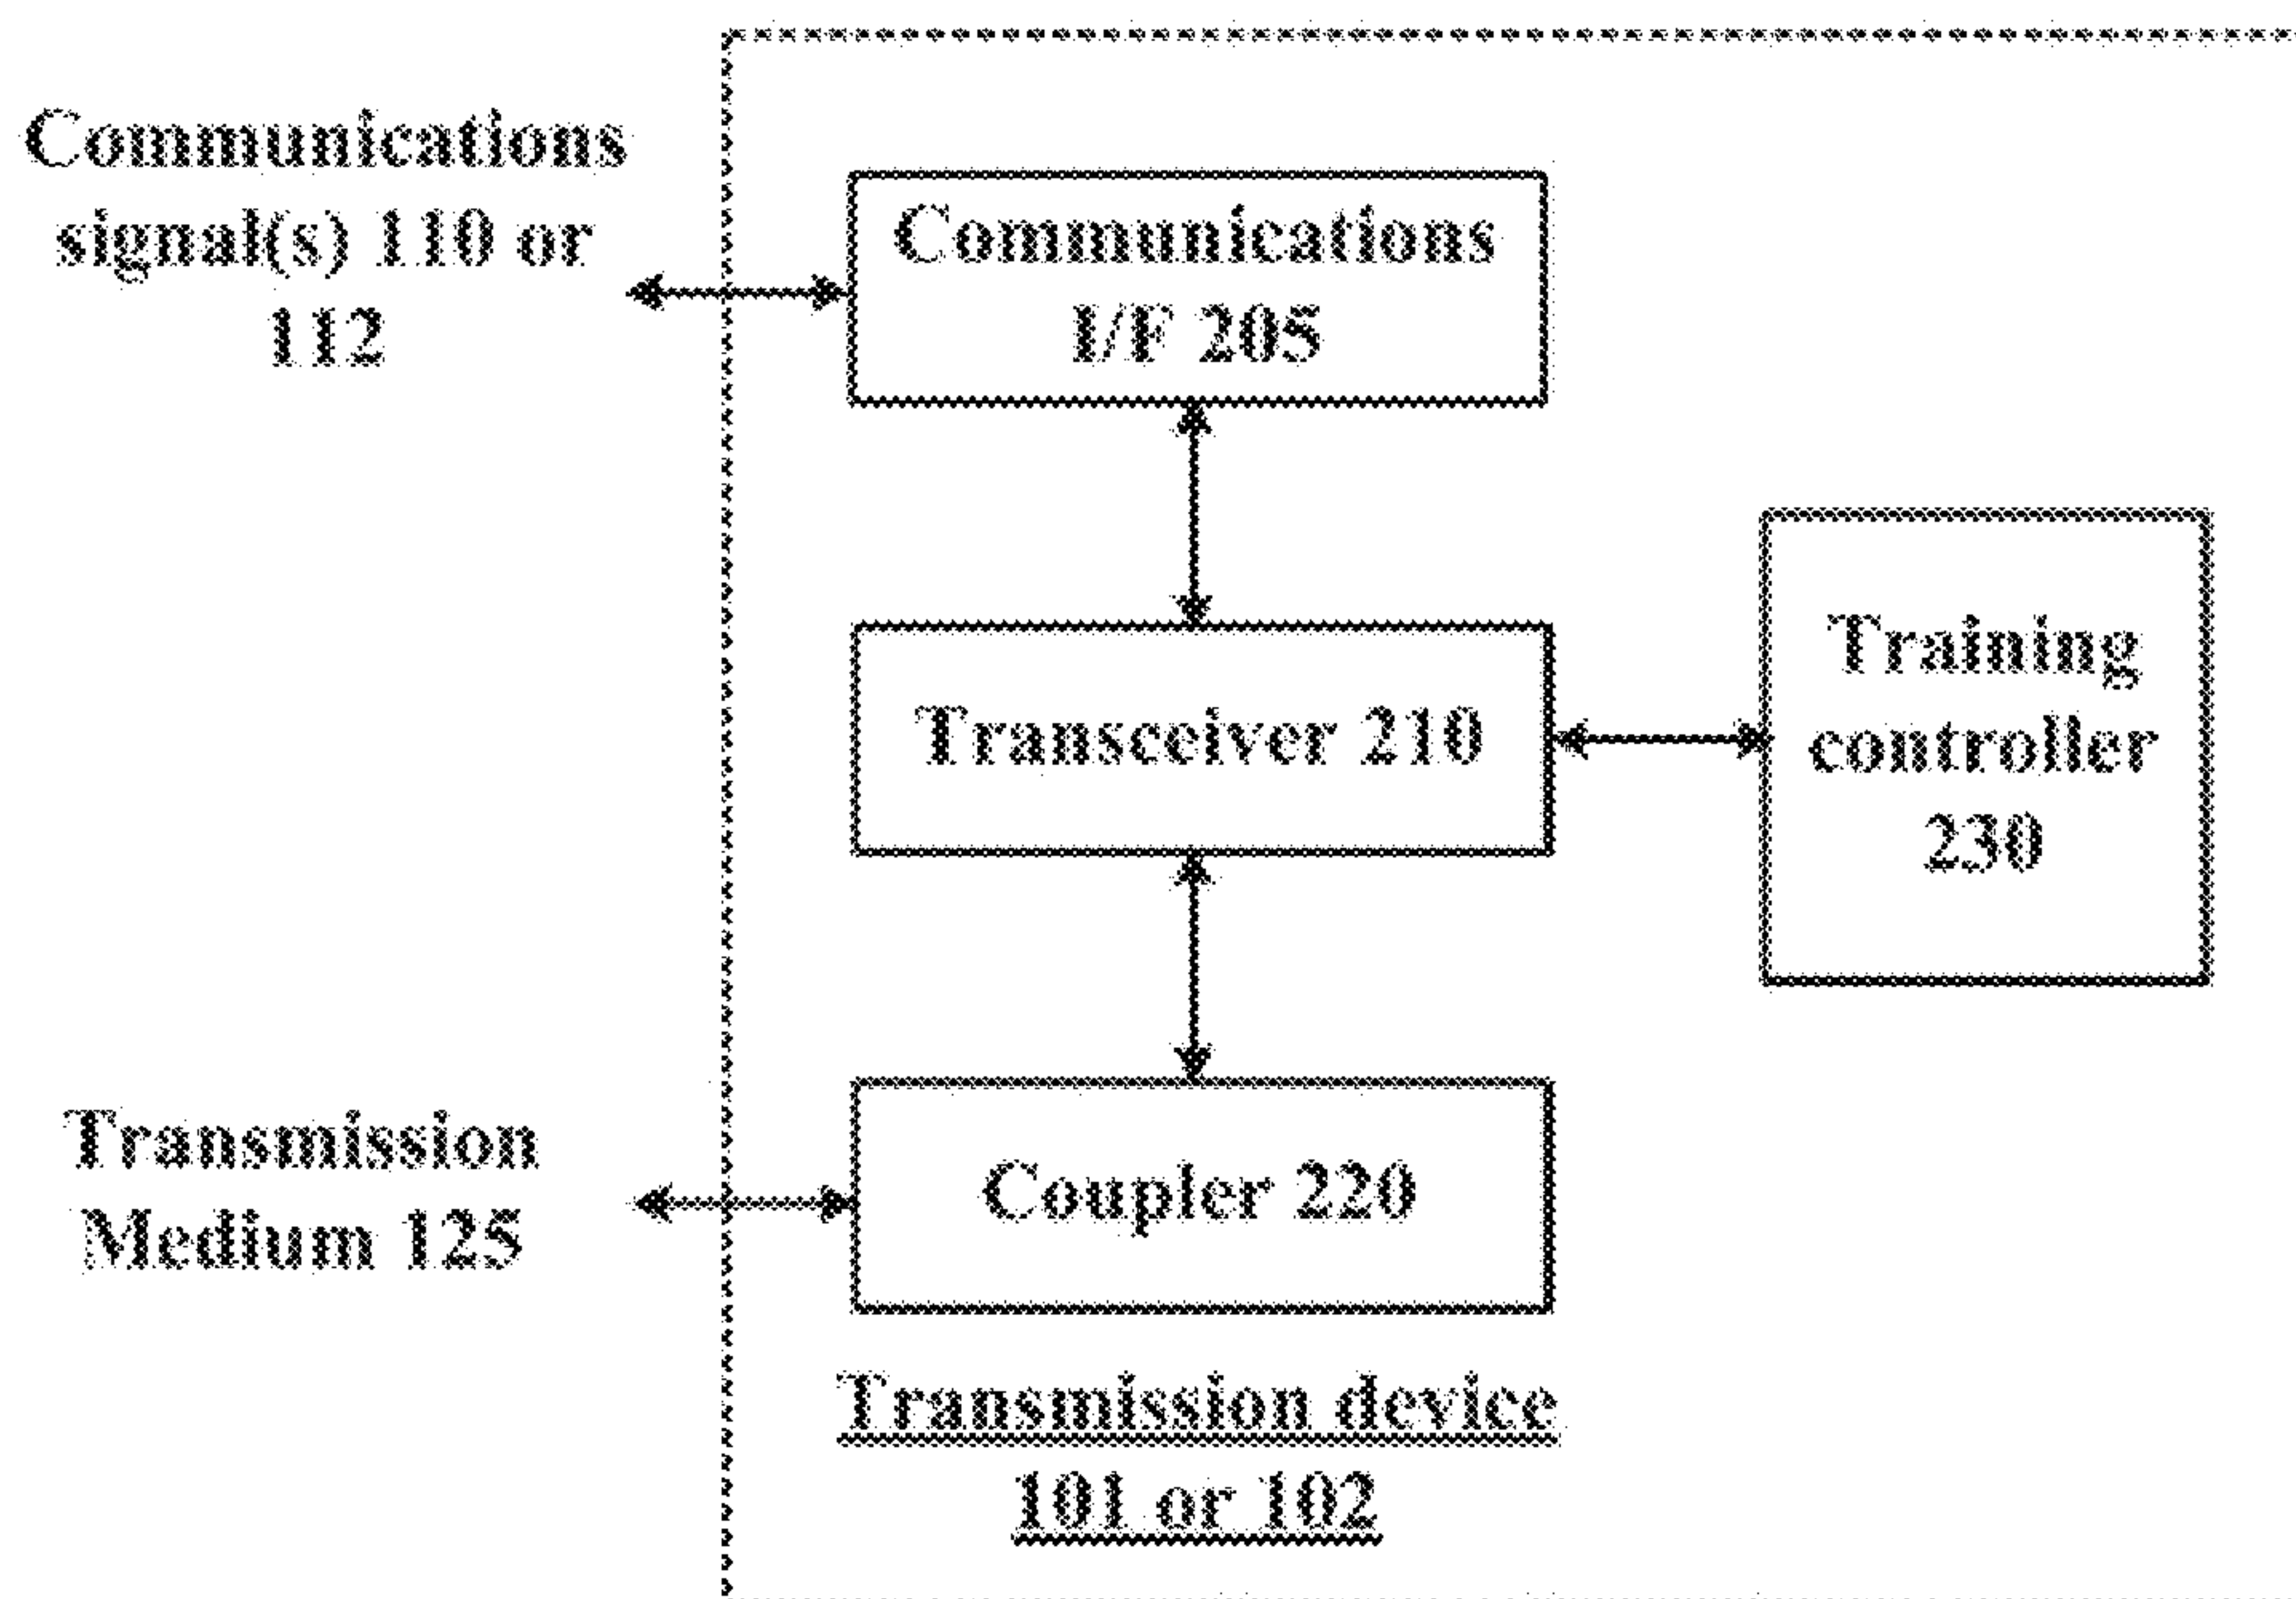 Communications
signal(s) 110 or
112
Communications
I/F 205
Transceiver 210
Training
controller
230
Transmission
Medium 125
Coupler 220
Transmission device
101 or 102